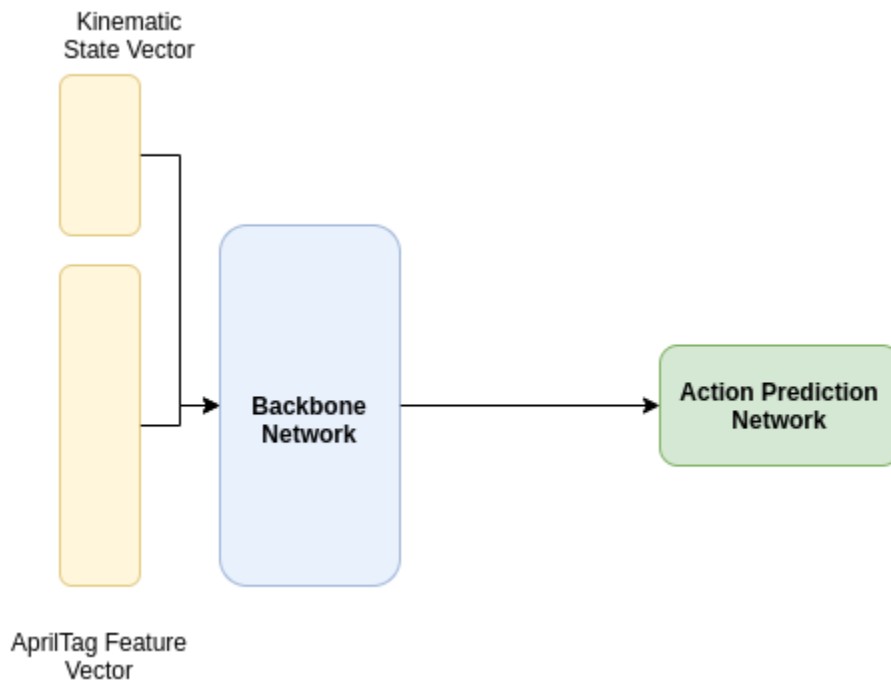 Kinematic
State Vector
Backbone
Network
Action Prediction
Network
AprilTag Feature
Vector